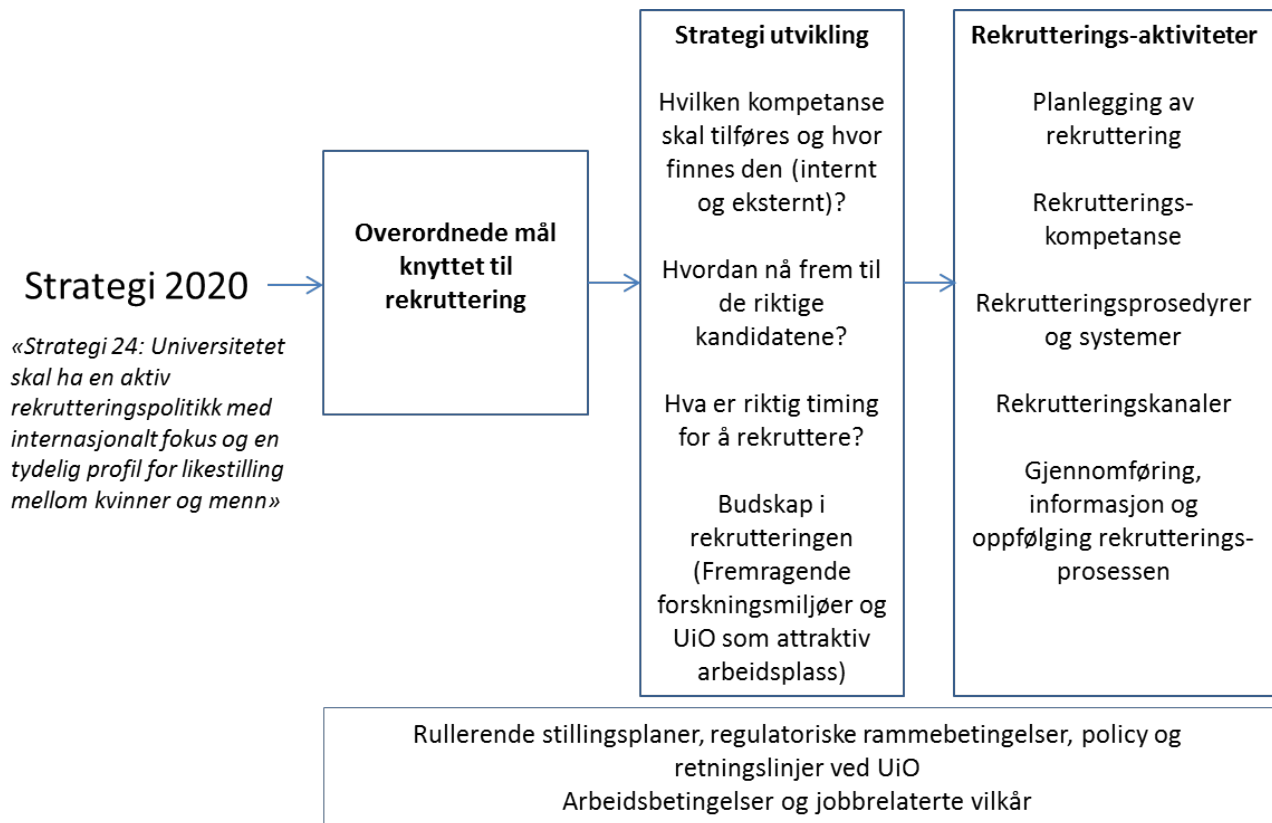 Strategi 2020
«Strategi 24: Universitetet
skal ha en aktiv
rekrutteringspolitikk med
internasjonalt fokus og en
tydelig profil for likestilling
mellom kvinner og menn»
Overordnede mål
knyttet til
rekruttering
Strategi utvikling
Hvilken kompetanse
skal tilføres og hvor
finnes den (internt
og eksternt)?
Hvordan nå frem til
de riktige
kandidatene?
Hva er riktig timing
for å rekruttere?
Budskap i
rekrutteringen
(Fremragende
forskningsmiljøer og
UiO som attraktiv
arbeidsplass)
Rekrutterings-aktiviteter
Planlegging av
rekruttering
Rekrutterings-
kompetanse
Rekrutteringsprosedyrer
og systemer
Rekrutteringskanaler
Gjennomføring,
informasjon og
oppfølging rekrutterings-
prosessen
Rullerende stillingsplaner, regulatoriske rammebetingelser, policy og
retningslinjer ved UiO
Arbeidsbetingelser og jobbrelaterte vilkår